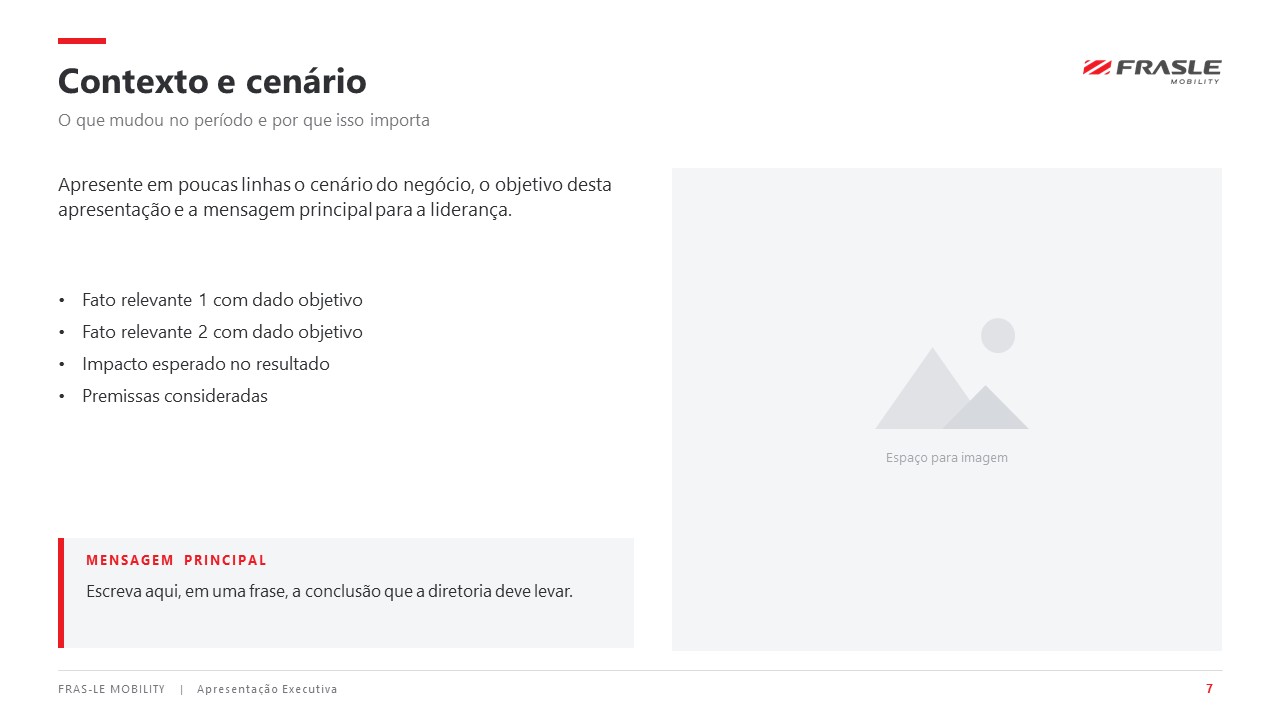 Contexto e cenário
O que mudou no período e por que isso importa
FRASLE
MOBILITY
Apresente em poucas linhas o cenário do negócio, o objetivo desta
apresentação e a mensagem principal para a liderança.
• Fato relevante 1 com dado objetivo
• Fato relevante 2 com dado objetivo
• Impacto esperado no resultado
• Premissas consideradas
Espaço para imagem
MENSAGEM PRINCIPAL
Escreva aqui, em uma frase, a conclusão que a diretoria deve levar.
FRAS-LE MOBILITY | Apresentação Executiva
7